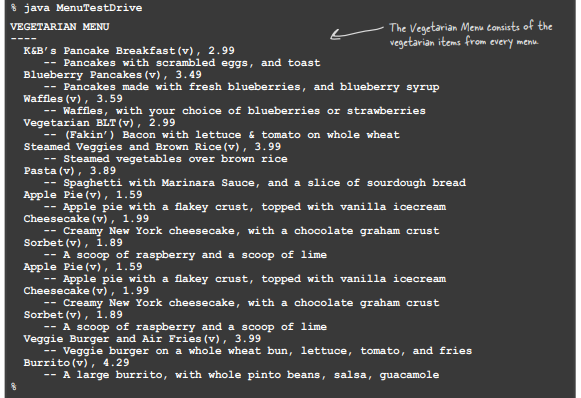 % java MenuTestDrive
VEGETARIAN MENU
----
The Vegetarian Menu consists of the
vegetarian items from every menu.
K&B's Pancake Breakfast(v), 2.99
-- Pancakes with scrambled eggs, and toast
Blueberry Pancakes(v), 3.49
-- Pancakes made with fresh blueberries, and blueberry syrup
Waffles(v), 3.59
-- Waffles, with your choice of blueberries or strawberries
Vegetarian BLT(v), 2.99
-- (Fakin') Bacon with lettuce & tomato on whole wheat
Steamed Veggies and Brown Rice(v), 3.99
-- Steamed vegetables over brown rice
Pasta(v), 3.89
-- Spaghetti with Marinara Sauce, and a slice of sourdough bread
Apple Pie(v), 1.59
-- Apple pie with a flakey crust, topped with vanilla icecream
Cheesecake(v), 1.99
-- Creamy New York cheesecake, with a chocolate graham crust
Sorbet(v), 1.89
-- A scoop of raspberry and a scoop of lime
Apple Pie(v), 1.59
-- Apple pie with a flakey crust, topped with vanilla icecream
Cheesecake(v), 1.99
-- Creamy New York cheesecake, with a chocolate graham crust
Sorbet(v), 1.89
-- A scoop of raspberry and a scoop of lime
Veggie Burger and Air Fries(v), 3.99
-- Veggie burger on a whole wheat bun, lettuce, tomato, and fries
Burrito(v), 4.29
-- A large burrito, with whole pinto beans, salsa, guacamole
%